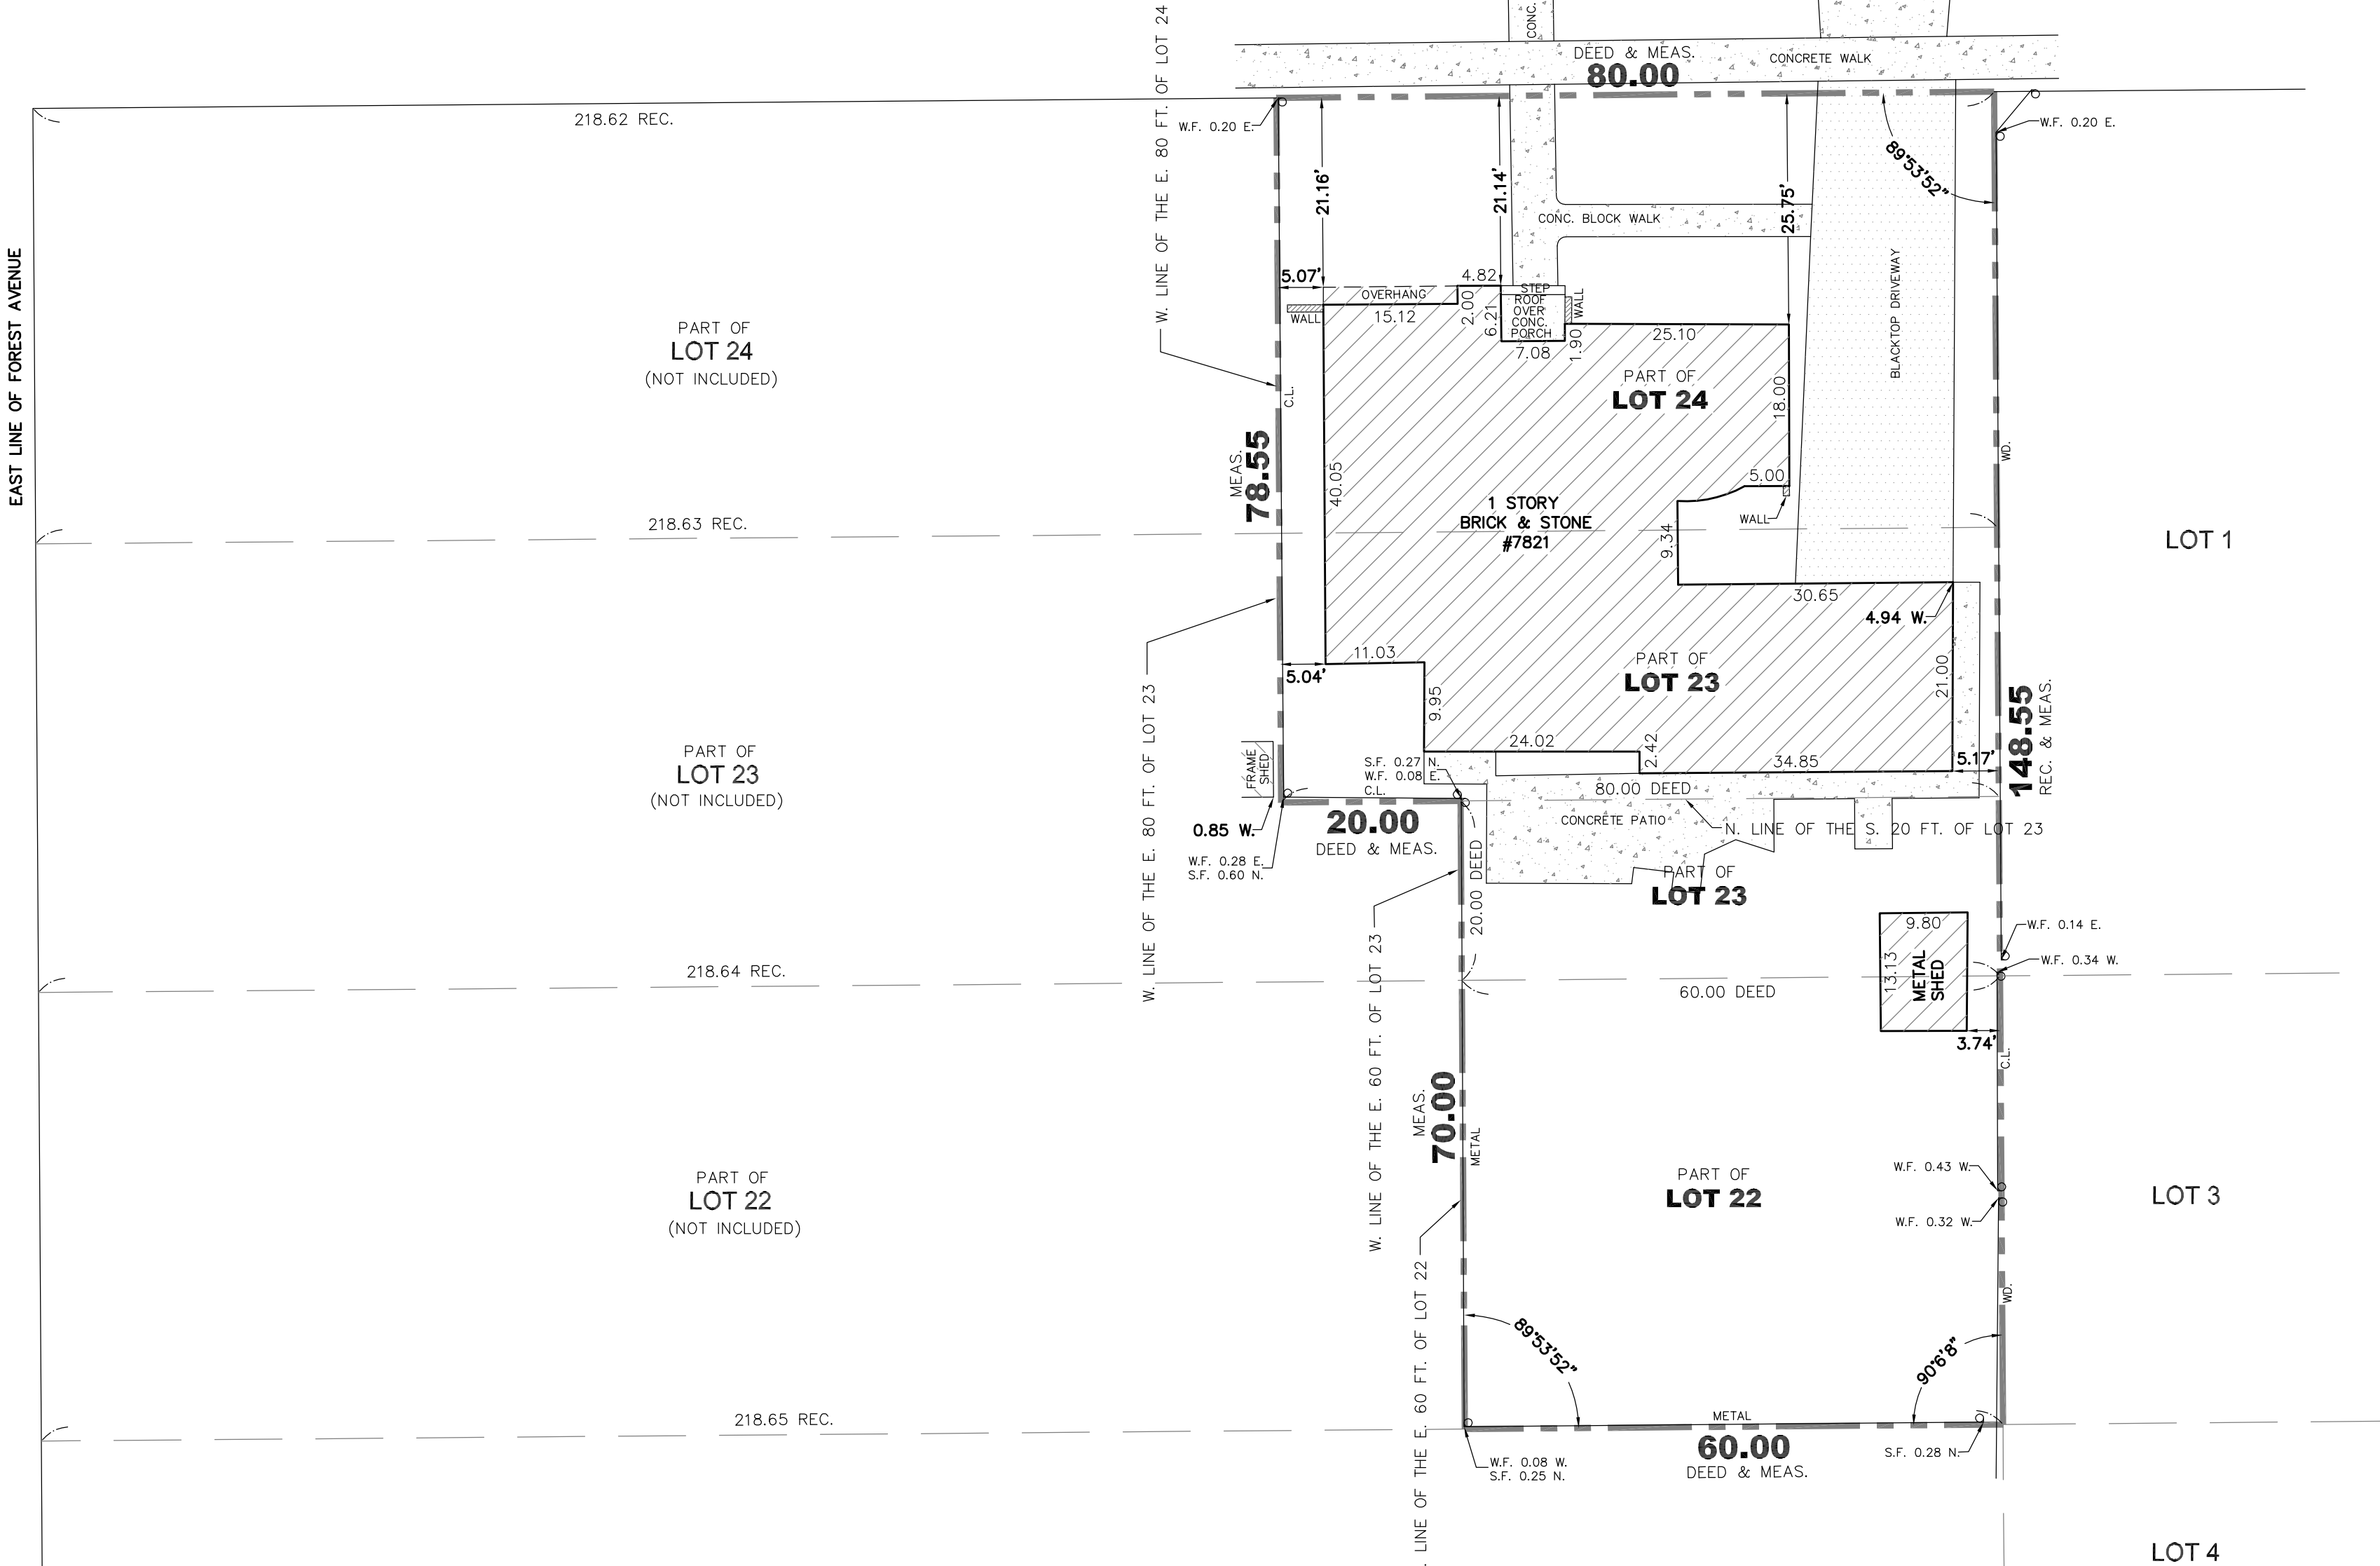 CONC.
DEED & MEAS.
80.00
CONCRETE WALK
W. LINE OF THE E. 80 FT. OF LOT 24
218.62 REC.
W.F. 0.20 E.
W.F. 0.20 E.
89°53'52"
21.16'
21.14'
25.75'
CONC. BLOCK WALK
BLACKTOP DRIVEWAY
EAST LINE OF FOREST AVENUE
5.07'
4.82
OVERHANG
STEP
ROOF
OVER
CONC.
PORCH
WALL
WALL
15.12
2.00
6.21
7.08
1.90
25.10
PART OF
LOT 24
(NOT INCLUDED)
C.L.
PART OF
LOT 24
18.00
WD.
MEAS.
78.55
40.05
5.00
1 STORY
BRICK & STONE
#7821
WALL
218.63 REC.
9.34
LOT 1
30.65
4.94 W.
11.03
5.04'
PART OF
LOT 23
21.00
W. LINE OF THE E. 80 FT. OF LOT 23
9.95
148.55
REC. & MEAS.
PART OF
LOT 23
(NOT INCLUDED)
FRAME
SHED
24.02
2.42
34.85
5.17'
S.F. 0.27 N.
W.F. 0.08 E.
C.L.
80.00 DEED
0.85 W.
20.00
DEED & MEAS.
CONCRETE PATIO
N. LINE OF THE S. 20 FT. OF LOT 23
W.F. 0.28 E.
S.F. 0.60 N.
20.00 DEED
PART OF
LOT 23
9.80
13.13
METAL
SHED
W.F. 0.14 E.
W.F. 0.34 W.
W. LINE OF THE E. 60 FT. OF LOT 23
218.64 REC.
60.00 DEED
3.74'
C.L.
MEAS.
70.00
METAL
PART OF
LOT 22
(NOT INCLUDED)
PART OF
LOT 22
W.F. 0.43 W.
W.F. 0.32 W.
LOT 3
WD.
. LINE OF THE E. 60 FT. OF LOT 22
89°53'52"
90°6'8"
218.65 REC.
METAL
60.00
DEED & MEAS.
W.F. 0.08 W.
S.F. 0.25 N.
S.F. 0.28 N.
LOT 4